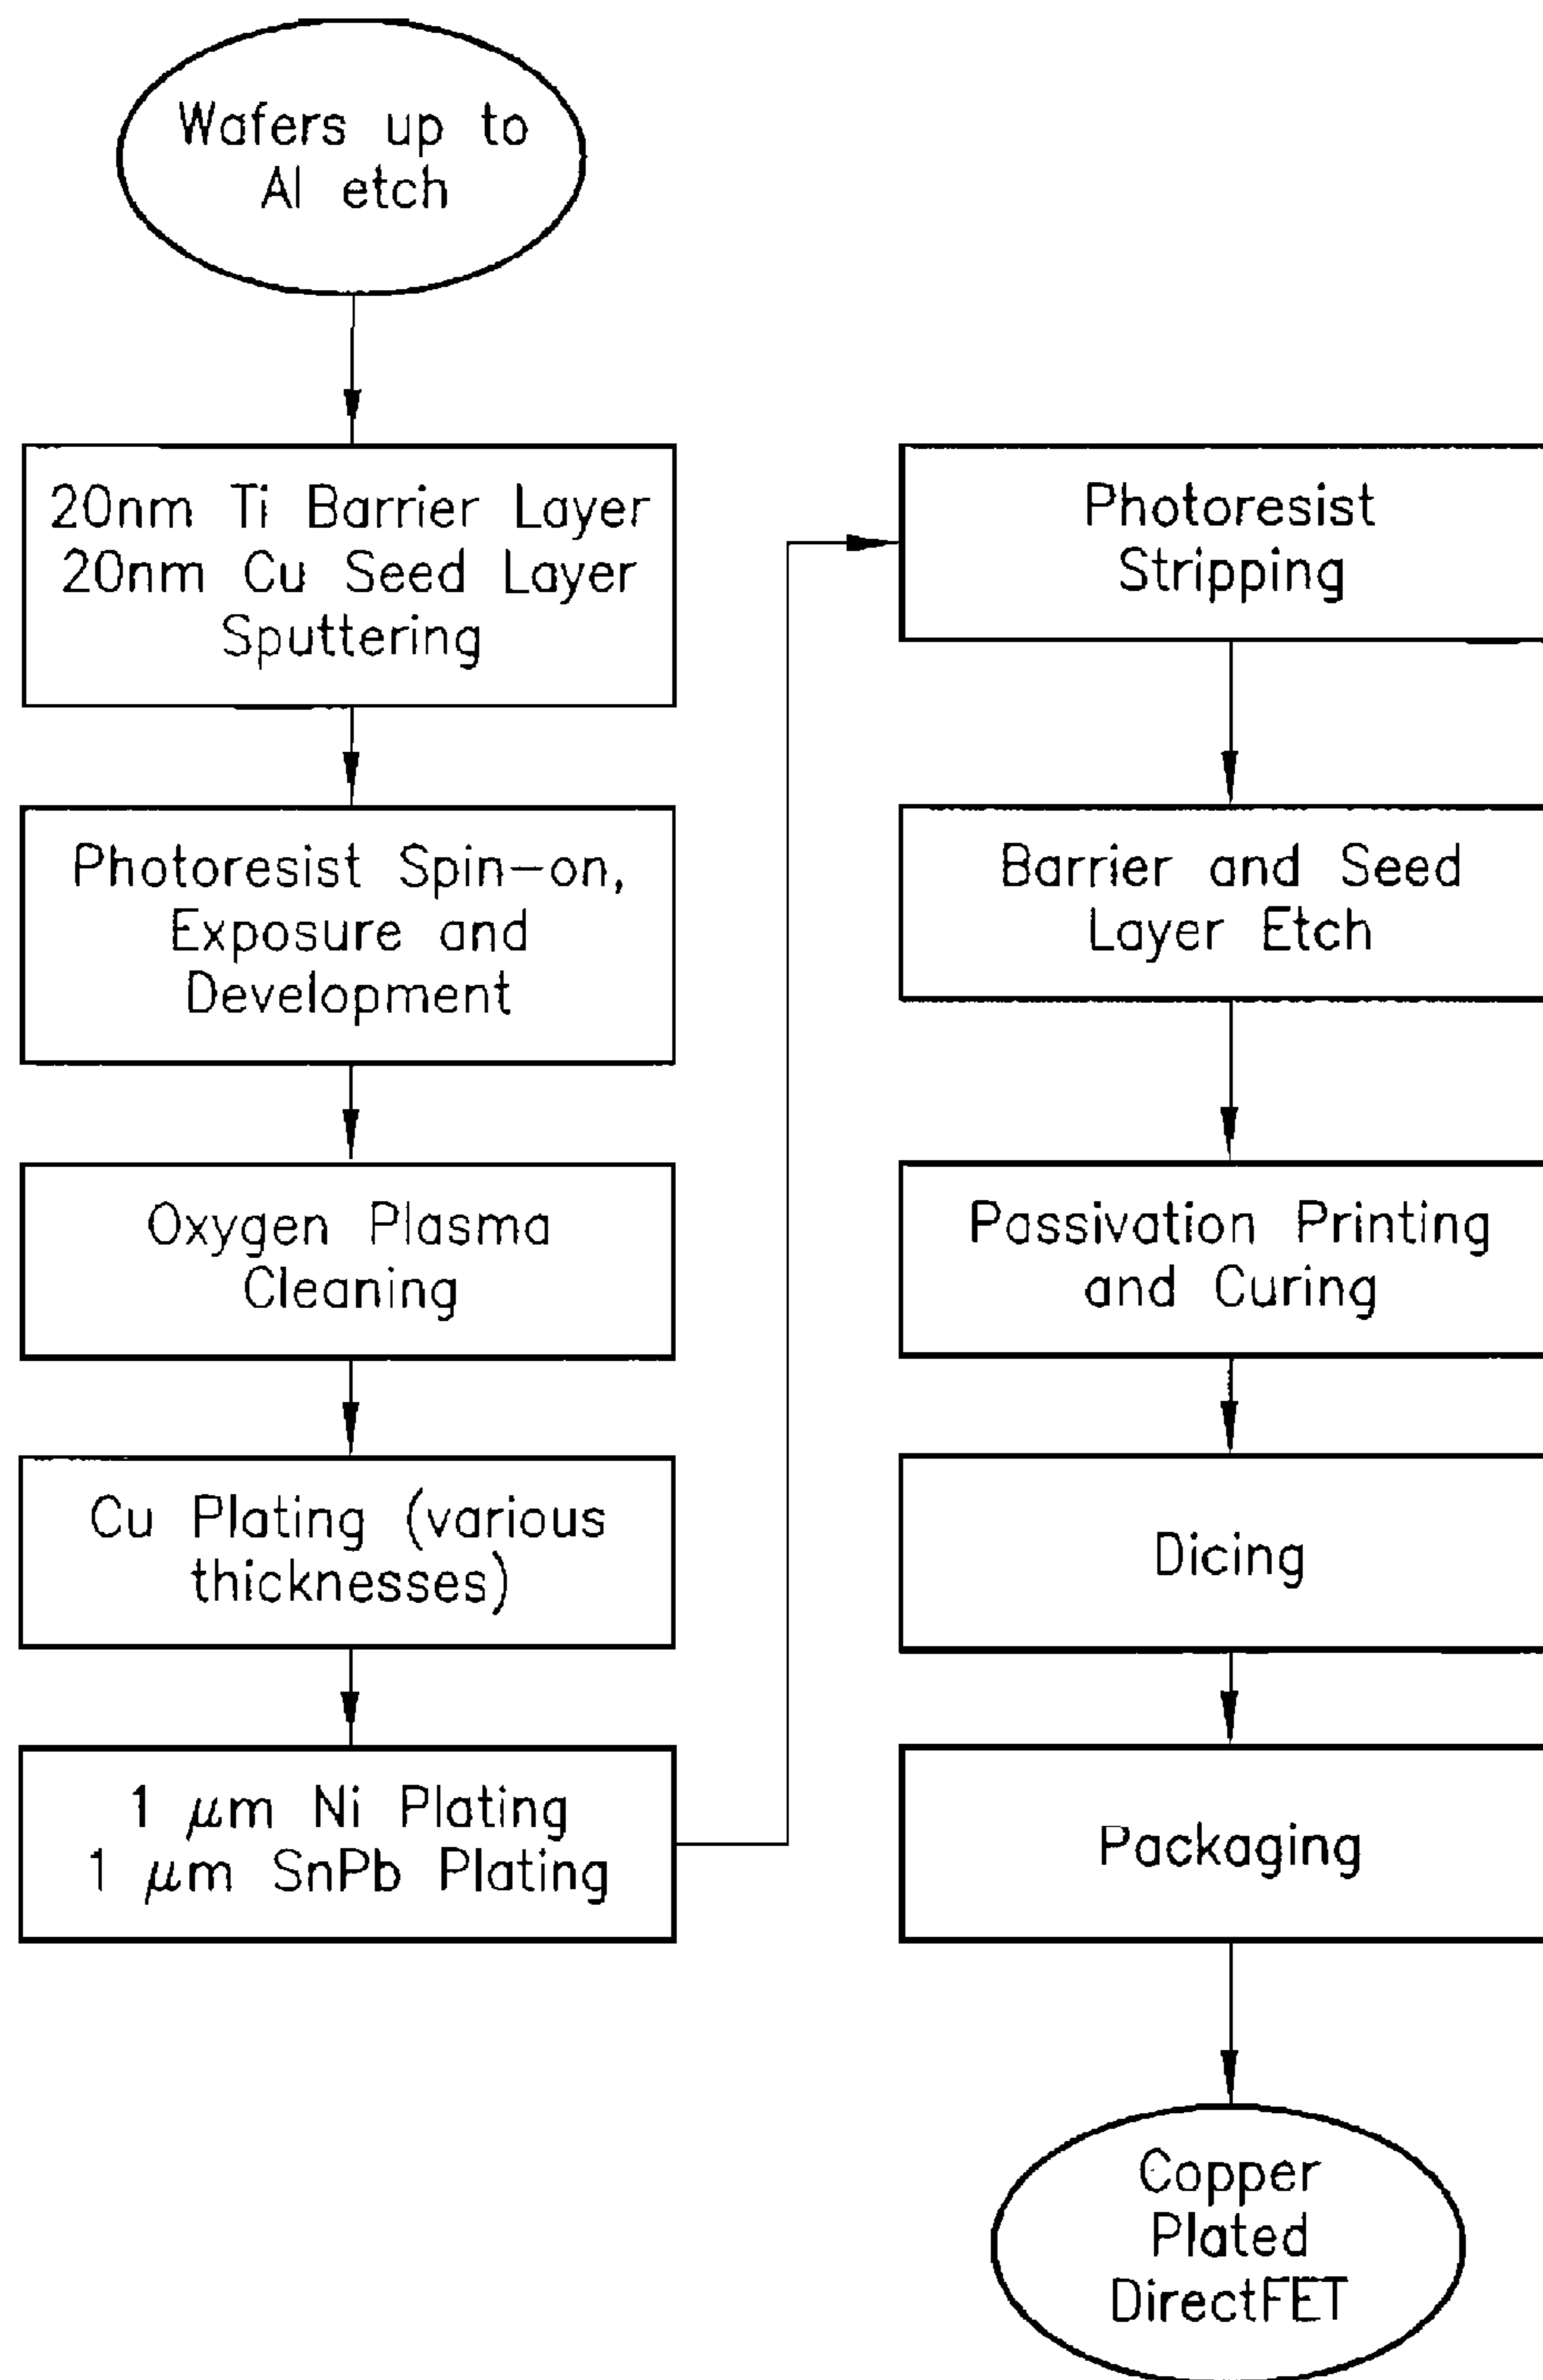 Wafers up to
Al etch
20nm Ti Barrier Layer
20nm Cu Seed Layer
Sputtering
Photoresist Spin-on,
Exposure and
Development
Oxygen Plasma
Cleaning
Cu Plating (various
thicknesses)
1 μm Ni Plating
1 μm SnPb Plating
Photoresist
Stripping
Barrier and Seed
Layer Etch
Passivation Printing
and Curing
Dicing
Packaging
Copper
Plated
DirectFET